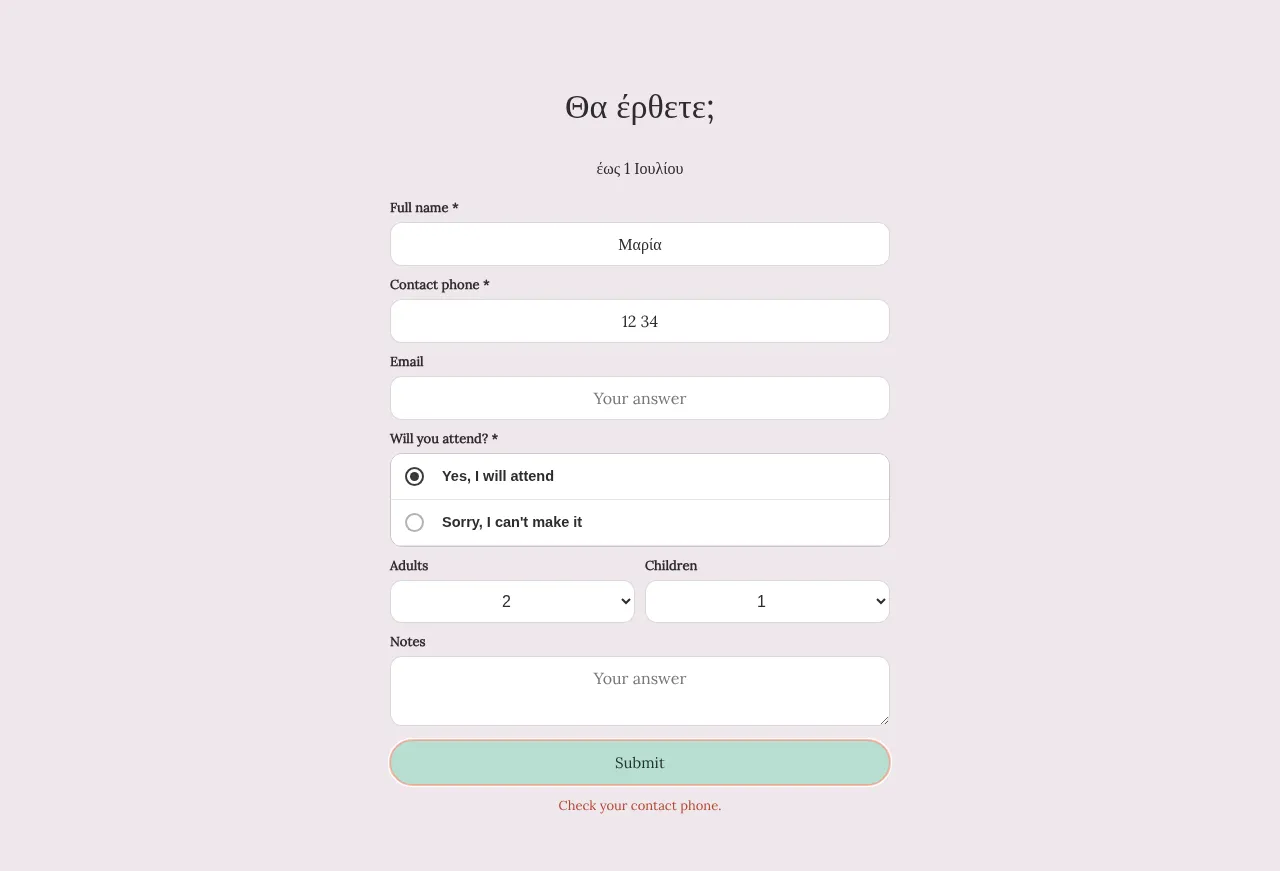 Θα έρθετε;
έως 1 Ιουλίου
Full name *
Μαρία
Contact phone *
12 34
Email
Your answer
Will you attend? *
Yes, I will attend
Sorry, I can't make it
Adults
Children
2
1
Notes
Your answer
Submit
Check your contact phone.